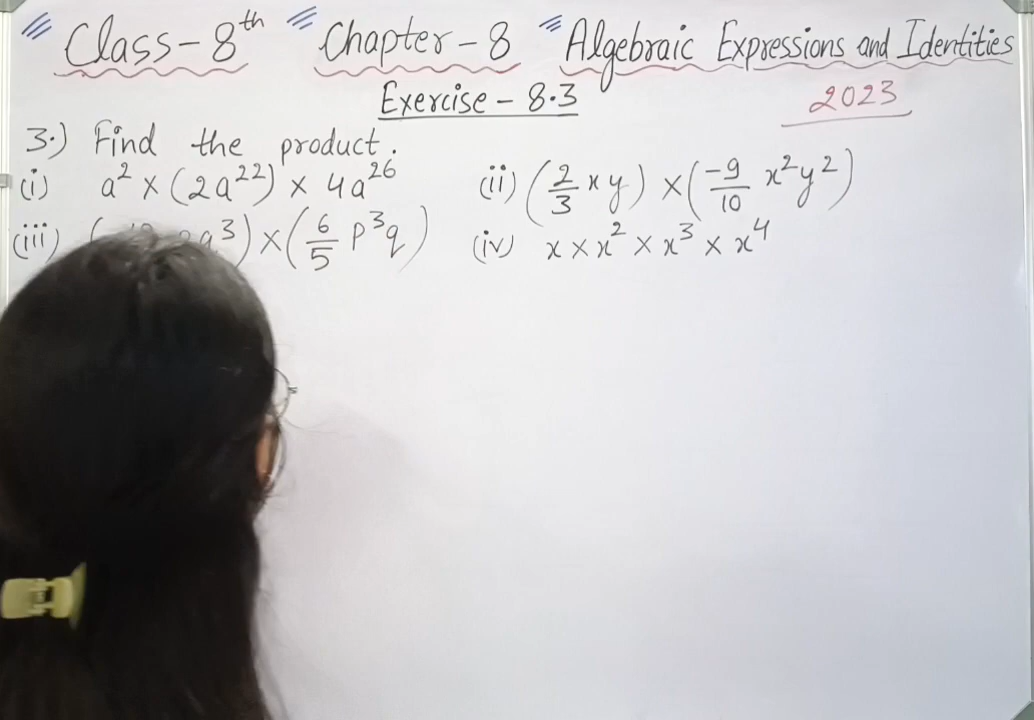 Class-8th Chapter-8 Algebraic Expressions and Identities
Exercise-8.3 2023
3.) Find the product.
(i) a² × (2a²²) × 4a²⁶ (ii) (2/3 xy) × (-9/10 x²y²)
(iii) ( q³) × (6/5 p³q) (iv) x × x² × x³ × x⁴